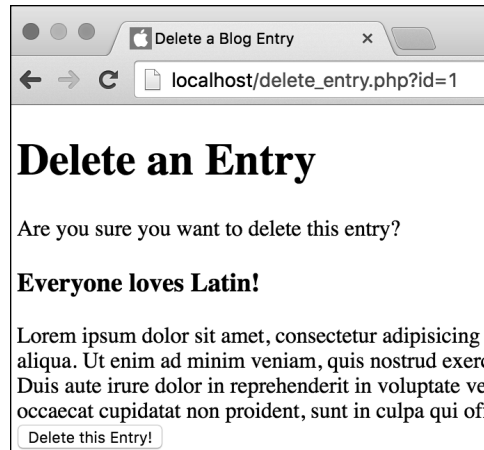 Delete a Blog Entry
localhost/delete_entry.php?id=1
Delete an Entry
Are you sure you want to delete this entry?
Everyone loves Latin!
Lorem ipsum dolor sit amet, consectetur adipisicing
aliqua. Ut enim ad minim veniam, quis nostrud exer
Duis aute irure dolor in reprehenderit in voluptate ve
occaecat cupidatat non proident, sunt in culpa qui of
Delete this Entry!